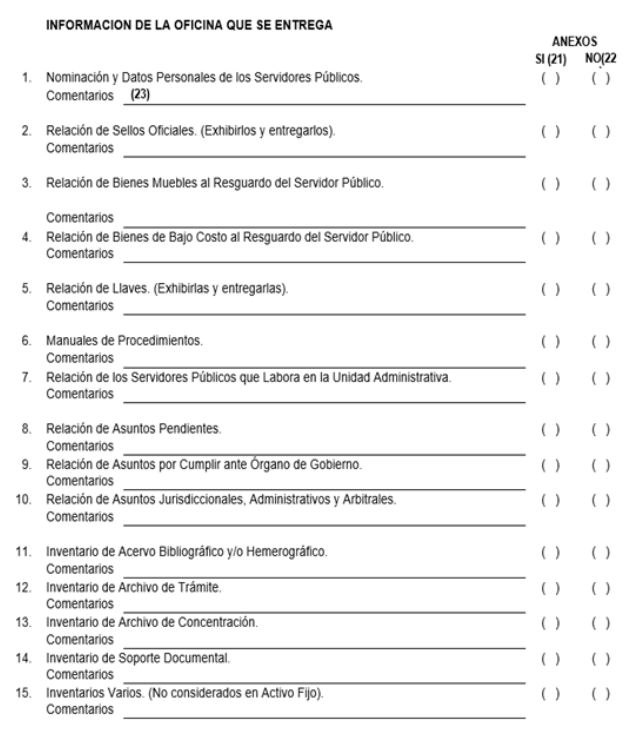 INFORMACION DE LA OFICINA QUE SE ENTREGA
ANEXOS
SI (21) NO(22
1. Nominación y Datos Personales de los Servidores Públicos. ( ) ( )
Comentarios (23)
2. Relación de Sellos Oficiales. (Exhibirlos y entregarlos). ( ) ( )
Comentarios
3. Relación de Bienes Muebles al Resguardo del Servidor Público. ( ) ( )
Comentarios
4. Relación de Bienes de Bajo Costo al Resguardo del Servidor Público. ( ) ( )
Comentarios
5. Relación de Llaves. (Exhibirlas y entregarlas). ( ) ( )
Comentarios
6. Manuales de Procedimientos. ( ) ( )
Comentarios
7. Relación de los Servidores Públicos que Labora en la Unidad Administrativa. ( ) ( )
Comentarios
8. Relación de Asuntos Pendientes. ( ) ( )
Comentarios
9. Relación de Asuntos por Cumplir ante Órgano de Gobierno. ( ) ( )
Comentarios
10. Relación de Asuntos Jurisdiccionales, Administrativos y Arbitrales. ( ) ( )
Comentarios
11. Inventario de Acervo Bibliográfico y/o Hemerográfico. ( ) ( )
Comentarios
12. Inventario de Archivo de Trámite. ( ) ( )
Comentarios
13. Inventario de Archivo de Concentración. ( ) ( )
Comentarios
14. Inventario de Soporte Documental. ( ) ( )
Comentarios
15. Inventarios Varios. (No considerados en Activo Fijo). ( ) ( )
Comentarios